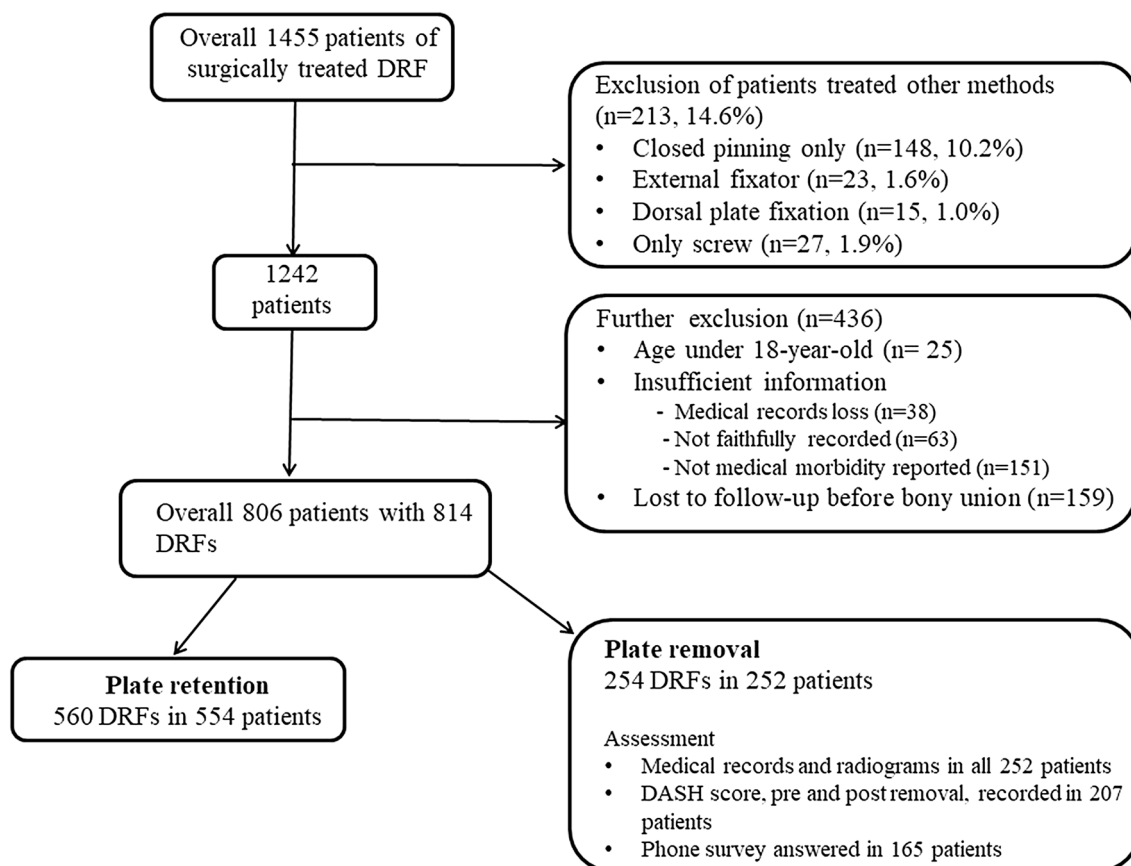 Overall 1455 patients of
surgically treated DRF
Exclusion of patients treated other methods
(n=213, 14.6%)
• Closed pinning only (n=148, 10.2%)
• External fixator (n=23, 1.6%)
• Dorsal plate fixation (n=15, 1.0%)
• Only screw (n=27, 1.9%)
1242
patients
Further exclusion (n=436)
• Age under 18-year-old (n= 25)
• Insufficient information
- Medical records loss (n=38)
- Not faithfully recorded (n=63)
- Not medical morbidity reported (n=151)
• Lost to follow-up before bony union (n=159)
Overall 806 patients with 814
DRFs
Plate retention
560 DRFs in 554 patients
Plate removal
254 DRFs in 252 patients
Assessment
• Medical records and radiograms in all 252 patients
• DASH score, pre and post removal, recorded in 207
patients
• Phone survey answered in 165 patients